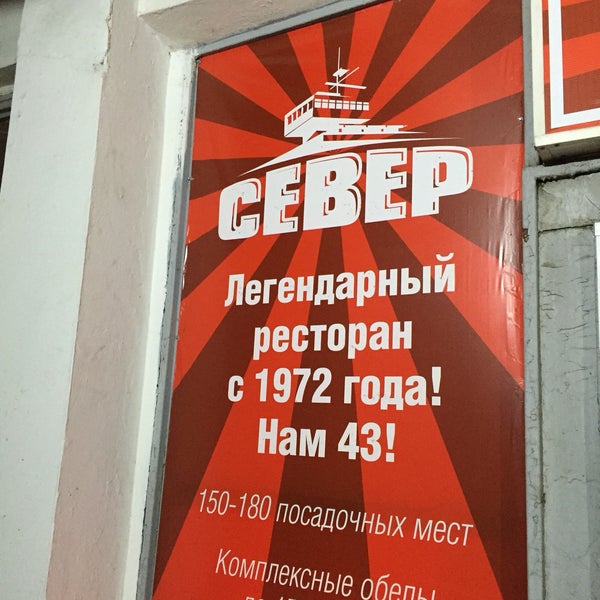 СЕВЕР
Легендарный
ресторан
с 1972 года!
Нам 43!
150-180 посадочных мест
Комплексные обеды